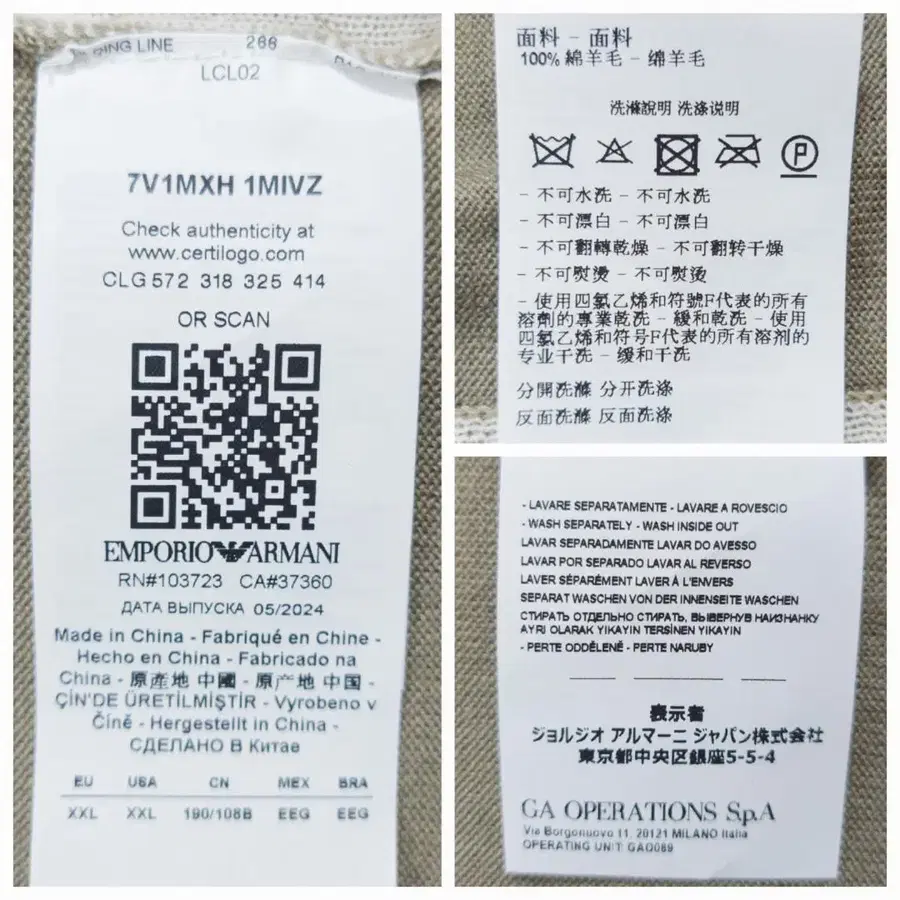 RING LINE 266
LCL02
7V1MXH 1MIVZ
Check authenticity at
www.certilogo.com
CLG 572 318 325 414
OR SCAN
EMPORIO ARMANI
RN#103723 CA#37360
ДАТА ВЫПУСКА 05/2024
Made in China - Fabriqué en Chine -
Hecho en China - Fabricado na
China - 原產地 中國 - 原产地 中国 -
ÇİN'DE ÜRETİLMİŞTİR - Vyrobeno v
Číně - Hergestellt in China -
СДЕЛАНО В Китае
EU USA CN MEX BRA
XXL XXL 190/108B EEG EEG
面料 - 面料
100% 綿羊毛 - 绵羊毛
洗滌說明 洗涤说明
P
- 不可水洗 - 不可水洗
- 不可漂白 - 不可漂白
- 不可翻轉乾燥 - 不可翻转干燥
- 不可熨燙 - 不可熨烫
- 使用四氯乙烯和符號F代表的所有
溶劑的專業乾洗 - 緩和乾洗 - 使用
四氯乙烯和符号F代表的所有溶剂的
专业干洗 - 缓和干洗
分開洗滌 分开洗涤
反面洗滌 反面洗涤
- LAVARE SEPARATAMENTE - LAVARE A ROVESCIO
- WASH SEPARATELY - WASH INSIDE OUT
LAVAR SEPARADAMENTE LAVAR DO AVESSO
LAVAR POR SEPARADO LAVAR AL REVERSO
LAVER SÉPARÉMENT LAVER À L'ENVERS
SEPARAT WASCHEN VON DER INNENSEITE WASCHEN
СТИРАТЬ ОТДЕЛЬНО СТИРАТЬ, ВЫВЕРНУВ НАИЗНАНКУ
AYRI OLARAK YIKAYIN TERSİNEN YIKAYIN
- PERTE ODDĚLENĚ - PERTE NARUBY
表示者
ジョルジオ アルマーニ ジャパン株式会社
東京都中央区銀座5-5-4
GA OPERATIONS S.p.A
Via Borgonuovo 11, 20121 MILANO Italia
OPERATING UNIT: GAO089